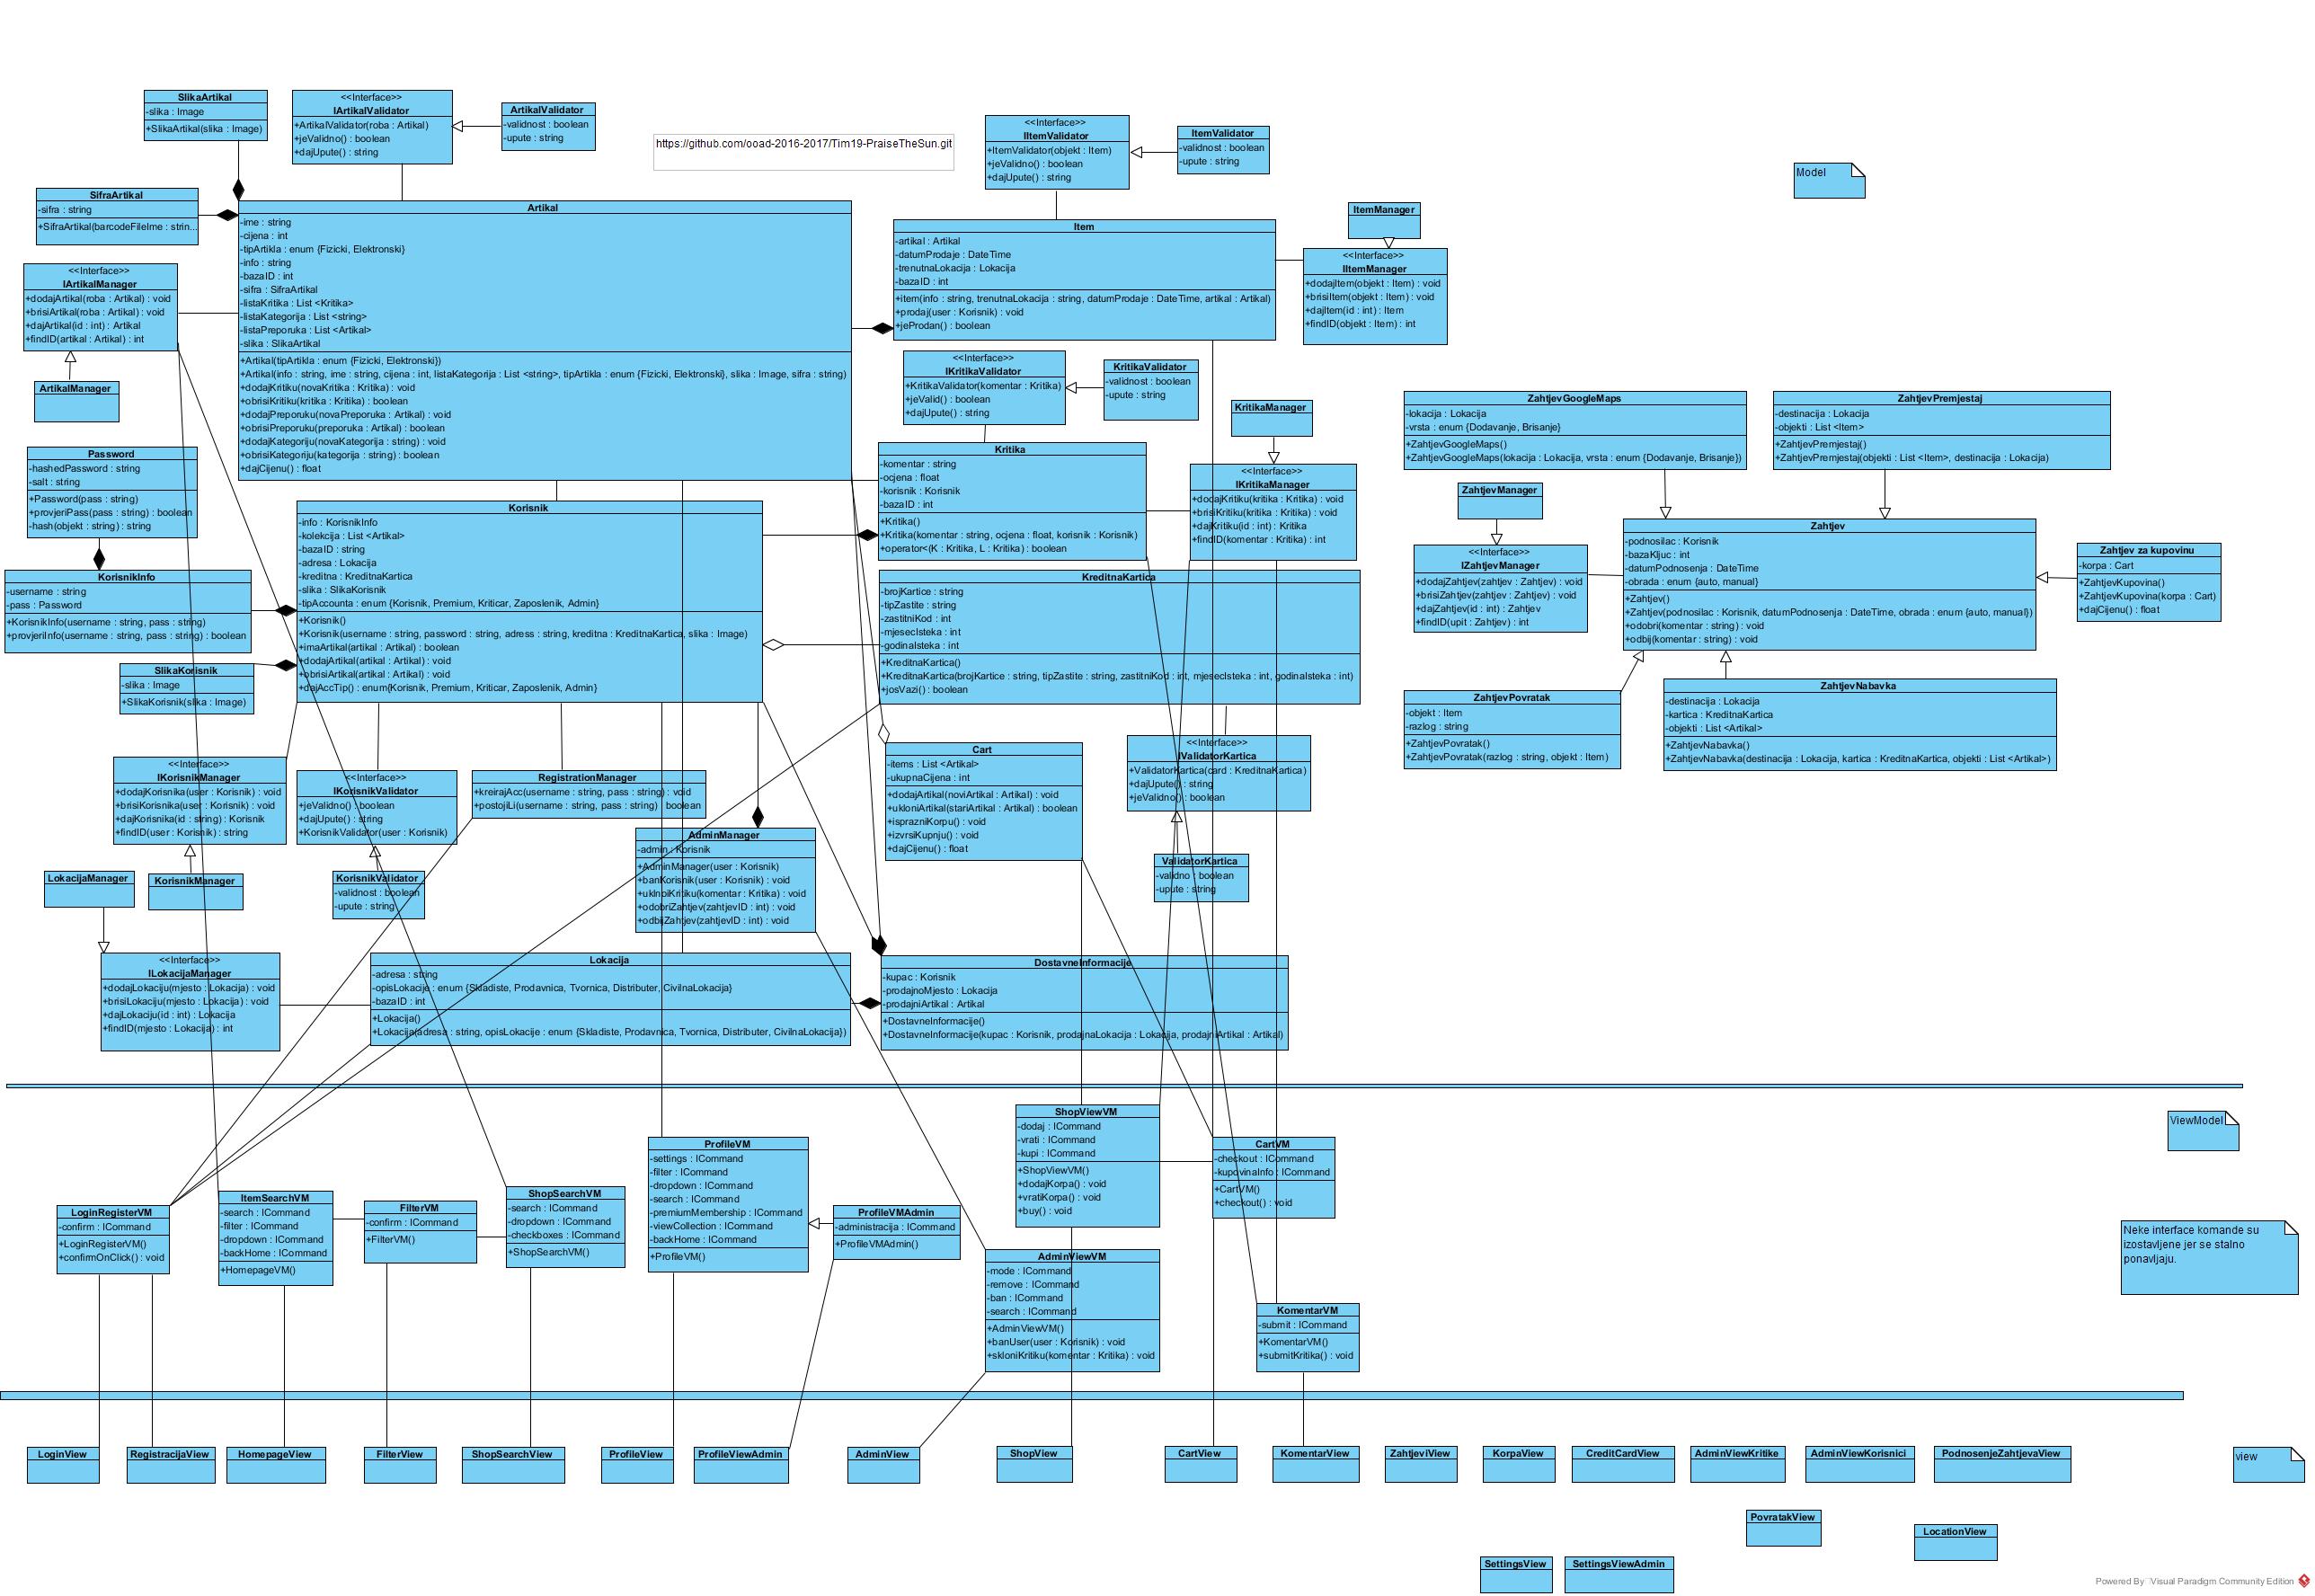 SlikaArtikal
-slika : Image
+SlikaArtikal(slika : Image)
<<Interface>>
IArtikalValidator
+ArtikalValidator(roba : Artikal)
+jeValidno() : boolean
+dajUpute() : string
ArtikalValidator
-validnost : boolean
-upute : string
https://github.com/ooad-2016-2017/Tim19-PraiseTheSun.git
<<Interface>>
IItemValidator
+ItemValidator(objekt : Item)
+jeValidno() : boolean
+dajUpute() : string
ItemValidator
-validnost : boolean
-upute : string
Model
SifraArtikal
-sifra : string
+SifraArtikal(barcodeFileIme : strin...
Artikal
-ime : string
-cijena : int
-tipArtikla : enum {Fizicki, Elektronski}
-info : string
-bazaID : int
-sifra : SifraArtikal
-listaKritika : List <Kritika>
-listaKategorija : List <string>
-listaPreporuka : List <Artikal>
-slika : SlikaArtikal
+Artikal(tipArtikla : enum {Fizicki, Elektronski})
+Artikal(info : string, ime : string, cijena : int, listaKategorija : List <string>, tipArtikla : enum {Fizicki, Elektronski}, slika : Image, sifra : string)
+dodajKritiku(novaKritika : Kritika) : void
+obrisiKritiku(kritika : Kritika) : boolean
+dodajPreporuku(novaPreporuka : Artikal) : void
+obrisiPreporuku(preporuka : Artikal) : boolean
+dodajKategoriju(novaKategorija : string) : void
+obrisiKategoriju(kategorija : string) : boolean
+dajCijenu() : float
Item
-artikal : Artikal
-datumProdaje : DateTime
-trenutnaLokacija : Lokacija
-bazaID : int
+item(info : string, trenutnaLokacija : string, datumProdaje : DateTime, artikal : Artikal)
+prodaj(user : Korisnik) : void
+jeProdan() : boolean
ItemManager
<<Interface>>
IItemManager
+dodajItem(objekt : Item) : void
+brisiItem(objekt : Item) : void
+dajItem(id : int) : Item
+findID(objekt : Item) : int
<<Interface>>
IArtikalManager
+dodajArtikal(roba : Artikal) : void
+brisiArtikal(roba : Artikal) : void
+dajArtikal(id : int) : Artikal
+findID(artikal : Artikal) : int
ArtikalManager
<<Interface>>
IKritikaValidator
+KritikaValidator(komentar : Kritika)
+jeValid() : boolean
+dajUpute() : string
KritikaValidator
-validnost : boolean
-upute : string
KritikaManager
ZahtjevGoogleMaps
-lokacija : Lokacija
-vrsta : enum {Dodavanje, Brisanje}
+ZahtjevGoogleMaps()
+ZahtjevGoogleMaps(lokacija : Lokacija, vrsta : enum {Dodavanje, Brisanje})
ZahtjevPremjestaj
-destinacija : Lokacija
-objekti : List <Item>
+ZahtjevPremjestaj()
+ZahtjevPremjestaj(objekti : List <Item>, destinacija : Lokacija)
Password
-hashedPassword : string
-salt : string
+Password(pass : string)
+provjeriPass(pass : string) : boolean
-hash(objekt : string) : string
Kritika
-komentar : string
-ocjena : float
-korisnik : Korisnik
-bazaID : int
+Kritika()
+Kritika(komentar : string, ocjena : float, korisnik : Korisnik)
+operator<(K : Kritika, L : Kritika) : boolean
<<Interface>>
IKritikaManager
+dodajKritiku(kritika : Kritika) : void
+brisiKritiku(kritika : Kritika) : void
+dajKritiku(id : int) : Kritika
+findID(komentar : Kritika) : int
ZahtjevManager
<<Interface>>
IZahtjevManager
+dodajZahtjev(zahtjev : Zahtjev) : void
+brisiZahtjev(zahtjev : Zahtjev) : void
+dajZahtjev(id : int) : Zahtjev
+findID(upit : Zahtjev) : int
Zahtjev
-podnosilac : Korisnik
-bazaKljuc : int
-datumPodnosenja : DateTime
-obrada : enum {auto, manual}
+Zahtjev()
+Zahtjev(podnosilac : Korisnik, datumPodnosenja : DateTime, obrada : enum {auto, manual})
+odobri(komentar : string) : void
+odbij(komentar : string) : void
Zahtjev za kupovinu
-korpa : Cart
+ZahtjevKupovina()
+ZahtjevKupovina(korpa : Cart)
+dajCijenu() : float
Korisnik
-info : KorisnikInfo
-kolekcija : List <Artikal>
-bazaID : string
-adresa : Lokacija
-kreditna : KreditnaKartica
-slika : SlikaKorisnik
-tipAccounta : enum {Korisnik, Premium, Kriticar, Zaposlenik, Admin}
+Korisnik()
+Korisnik(username : string, password : string, adress : string, kreditna : KreditnaKartica, slika : Image)
+imaArtikal(artikal : Artikal) : boolean
+dodajArtikal(artikal : Artikal) : void
+obrisiArtikal(artikal : Artikal) : void
+dajAccTip() : enum{Korisnik, Premium, Kriticar, Zaposlenik, Admin}
KorisnikInfo
-username : string
-pass : Password
+KorisnikInfo(username : string, pass : string)
+provjeriInfo(username : string, pass : string) : boolean
SlikaKorisnik
-slika : Image
+SlikaKorisnik(slika : Image)
KreditnaKartica
-brojKartice : string
-tipZastite : string
-zastitniKod : int
-mjesecIsteka : int
-godinaIsteka : int
+KreditnaKartica()
+KreditnaKartica(brojKartice : string, tipZastite : string, zastitniKod : int, mjesecIsteka : int, godinaIsteka : int)
+josVazi() : boolean
ZahtjevPovratak
-objekt : Item
-razlog : string
+ZahtjevPovratak()
+ZahtjevPovratak(razlog : string, objekt : Item)
ZahtjevNabavka
-destinacija : Lokacija
-kartica : KreditnaKartica
-objekti : List <Artikal>
+ZahtjevNabavka()
+ZahtjevNabavka(destinacija : Lokacija, kartica : KreditnaKartica, objekti : List <Artikal>)
<<Interface>>
IKorisnikManager
+dodajKorisnika(user : Korisnik) : void
+brisiKorisnika(user : Korisnik) : void
+dajKorisnika(id : string) : Korisnik
+findID(user : Korisnik) : string
<<Interface>>
IKorisnikValidator
+jeValidno() : boolean
+dajUpute() : string
+KorisnikValidator(user : Korisnik)
RegistrationManager
+kreirajAcc(username : string, pass : string) : void
+postojiLi(username : string, pass : string) : boolean
Cart
-items : List <Artikal>
-ukupnaCijena : int
+dodajArtikal(noviArtikal : Artikal) : void
+ukloniArtikal(stariArtikal : Artikal) : boolean
+isprazniKorpu() : void
+izvrsiKupnju() : void
+dajCijenu() : float
<<Interface>>
IValidatorKartica
+ValidatorKartica(card : KreditnaKartica)
+dajUpute() : string
+jeValidno() : boolean
AdminManager
-admin : Korisnik
+AdminManager(user : Korisnik)
+banKorisnik(user : Korisnik) : void
+uklnoiKritiku(komentar : Kritika) : void
+odobriZahtjev(zahtjevID : int) : void
+odbijZahtjev(zahtjevID : int) : void
ValidatorKartica
-validno : boolean
-upute : string
LokacijaManager
KorisnikManager
KorisnikValidator
-validnost : boolean
-upute : string
<<Interface>>
ILokacijaManager
+dodajLokaciju(mjesto : Lokacija) : void
+brisiLokaciju(mjesto : Lokacija) : void
+dajLokaciju(id : int) : Lokacija
+findID(mjesto : Lokacija) : int
Lokacija
-adresa : string
-opisLokacije : enum {Skladiste, Prodavnica, Tvornica, Distributer, CivilnaLokacija}
-bazaID : int
+Lokacija()
+Lokacija(adresa : string, opisLokacije : enum {Skladiste, Prodavnica, Tvornica, Distributer, CivilnaLokacija})
DostavneInformacije
-kupac : Korisnik
-prodajnoMjesto : Lokacija
-prodajniArtikal : Artikal
+DostavneInformacije()
+DostavneInformacije(kupac : Korisnik, prodajnaLokacija : Lokacija, prodajniArtikal : Artikal)
ShopViewVM
-dodaj : ICommand
-vrati : ICommand
-kupi : ICommand
+ShopViewVM()
+dodajKorpa() : void
+vratiKorpa() : void
+buy() : void
ViewModel
ProfileVM
-settings : ICommand
-filter : ICommand
-dropdown : ICommand
-search : ICommand
-premiumMembership : ICommand
-viewCollection : ICommand
-backHome : ICommand
+ProfileVM()
CartVM
-checkout : ICommand
-kupovinaInfo : ICommand
+CartVM()
+checkout() : void
LoginRegisterVM
-confirm : ICommand
+LoginRegisterVM()
+confirmOnClick() : void
ItemSearchVM
-search : ICommand
-filter : ICommand
-dropdown : ICommand
-backHome : ICommand
+HomepageVM()
FilterVM
-confirm : ICommand
+FilterVM()
ShopSearchVM
-search : ICommand
-dropdown : ICommand
-checkboxes : ICommand
+ShopSearchVM()
ProfileVMAdmin
-administracija : ICommand
+ProfileVMAdmin()
Neke interface komande su
izostavljene jer se stalno
ponavljaju.
AdminViewVM
-mode : ICommand
-remove : ICommand
-ban : ICommand
-search : ICommand
+AdminViewVM()
+banUser(user : Korisnik) : void
+skloniKritiku(komentar : Kritika) : void
KomentarVM
-submit : ICommand
+KomentarVM()
+submitKritika() : void
LoginView
RegistracijaView
HomepageView
FilterView
ShopSearchView
ProfileView
ProfileViewAdmin
AdminView
ShopView
CartView
KomentarView
ZahtjeviView
KorpaView
CreditCardView
AdminViewKritike
AdminViewKorisnici
PodnosenjeZahtjevaView
view
PovratakView
LocationView
SettingsView
SettingsViewAdmin
Powered By Visual Paradigm Community Edition